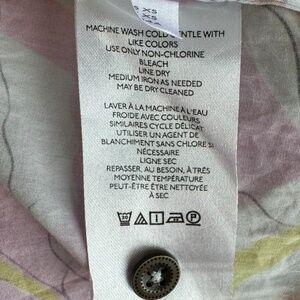 MACHINE WASH COLD GENTLE WITH
LIKE COLORS
USE ONLY NON-CHLORINE
BLEACH
LINE DRY
MEDIUM IRON AS NEEDED
MAY BE DRY CLEANED
LAVER À LA MACHINE À L'EAU
FROIDE AVEC COULEURS
SIMILAIRES CYCLE DÉLICAT
UTILISER UN AGENT DE
BLANCHIMENT SANS CHLORE SI
NÉCESSAIRE
LIGNE SEC
REPASSER, AU BESOIN, À TRÈS
MOYENNE TEMPÉRATURE
PEUT-ÊTRE ÊTRE NETTOYÉE
À SEC